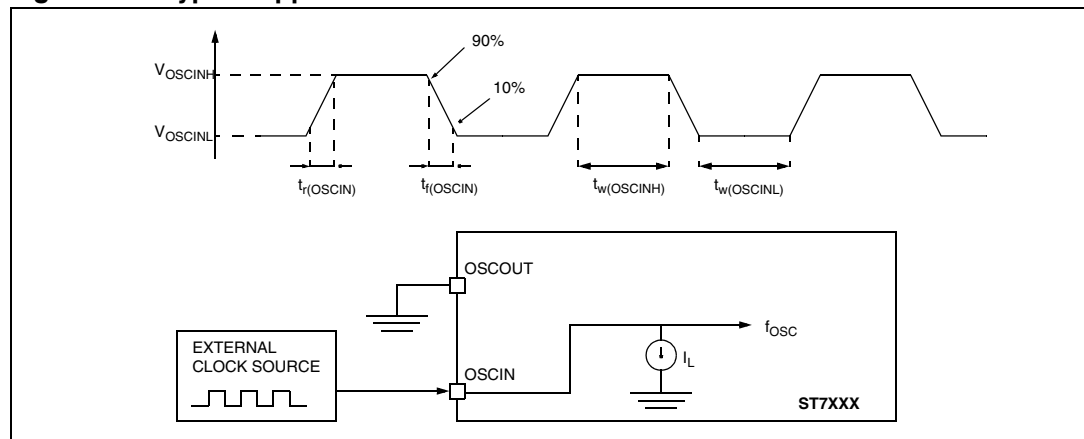 90%
V_OSCINH
10%
V_OSCINL
t_r(OSCIN)
t_f(OSCIN)
t_w(OSCINH)
t_w(OSCINL)
OSCOUT
f_OSC
EXTERNAL
CLOCK SOURCE
I_L
OSCIN
ST7XXX